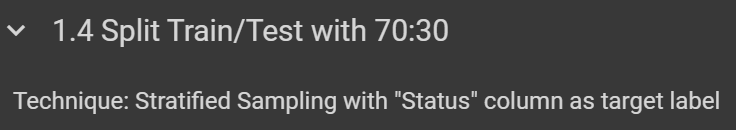 1.4 Split Train/Test with 70:30
Technique: Stratified Sampling with "Status" column as target label